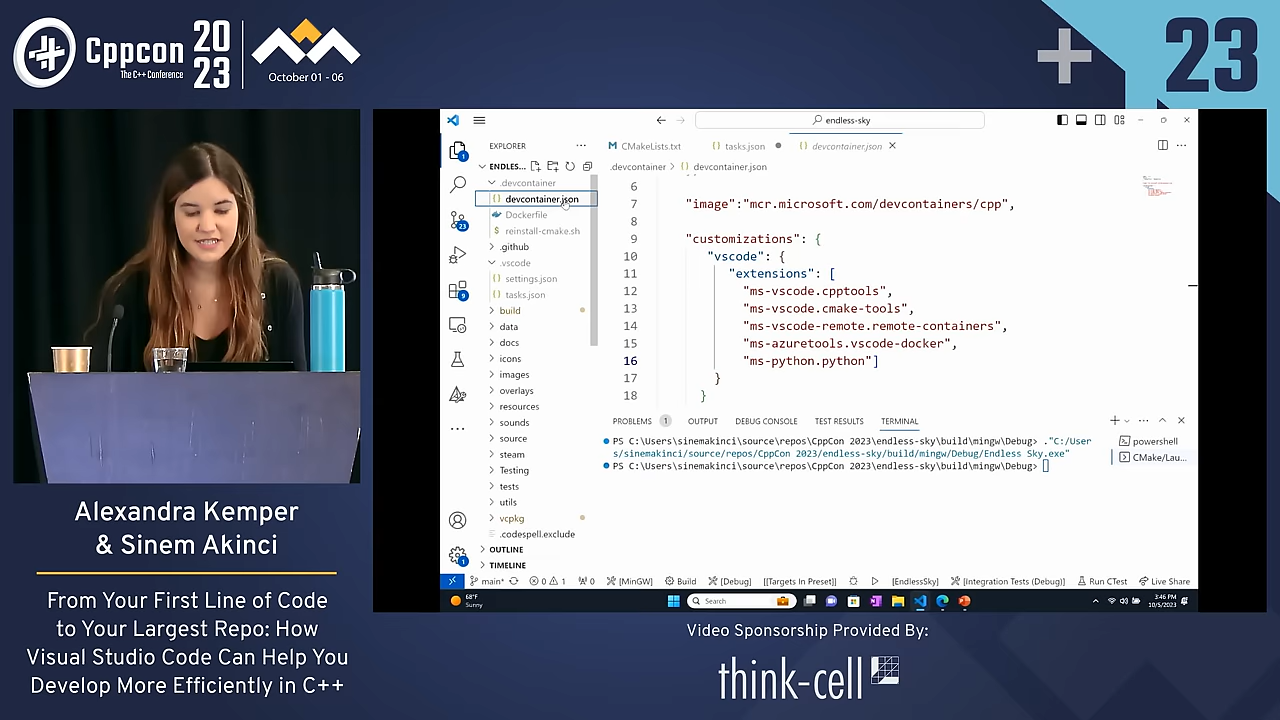 Cppcon
The C++ Conference
20
23
October 01 - 06
23
endless-sky
EXPLORER
CMakeLists.txt
tasks.json
devcontainer.json
ENDLES...
.devcontainer > devcontainer.json
.devcontainer
devcontainer.json
Dockerfile
reinstall-cmake.sh
.github
.vscode
settings.json
tasks.json
build
data
docs
icons
images
overlays
resources
sounds
source
steam
Testing
tests
utils
vcpkg
.codespell.exclude
OUTLINE
TIMELINE
6
7 "image":"mcr.microsoft.com/devcontainers/cpp",
8
9 "customizations": {
10 "vscode": {
11 "extensions": [
12 "ms-vscode.cpptools",
13 "ms-vscode.cmake-tools",
14 "ms-vscode-remote.remote-containers",
15 "ms-azuretools.vscode-docker",
16 "ms-python.python"]
17 }
18 }
PROBLEMS 1 OUTPUT DEBUG CONSOLE TEST RESULTS TERMINAL
PS C:\Users\sinemakinci\source\repos\CppCon 2023\endless-sky\build\mingw\Debug> ."C:/User
s/sinemakinci/source/repos/CppCon 2023/endless-sky/build/mingw/Debug/Endless Sky.exe"
PS C:\Users\sinemakinci\source\repos\CppCon 2023\endless-sky\build\mingw\Debug>
powershell
CMake/Lau...
main* 0 1 0 [MinGW] Build [Debug] [[Targets In Preset]] [EndlessSky] [Integration Tests (Debug)] Run CTest Live Share
68°F
Sunny
Search
3:46 PM
10/5/2023
Alexandra Kemper
& Sinem Akinci
From Your First Line of Code
to Your Largest Repo: How
Visual Studio Code Can Help You
Develop More Efficiently in C++
Video Sponsorship Provided By:
think-cell